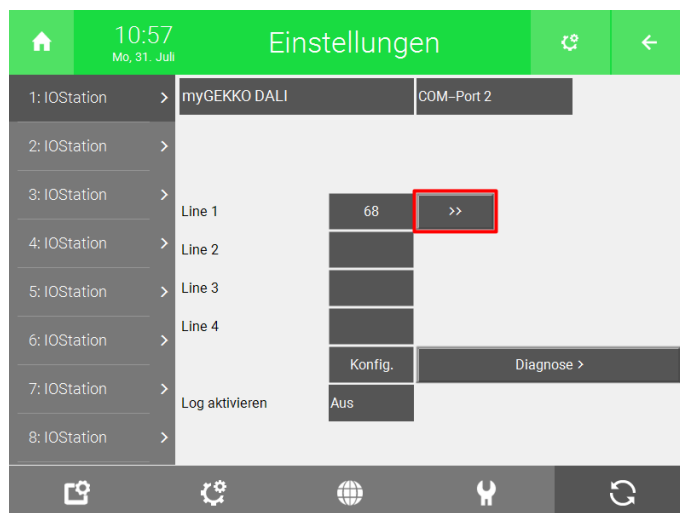 10:57
Mo, 31. Juli
Einstellungen
1: IOStation >
2: IOStation >
3: IOStation >
4: IOStation >
5: IOStation >
6: IOStation >
7: IOStation >
8: IOStation >
myGEKKO DALI
COM-Port 2
Line 1
68
>>
Line 2
Line 3
Line 4
Konfig.
Diagnose >
Log aktivieren
Aus